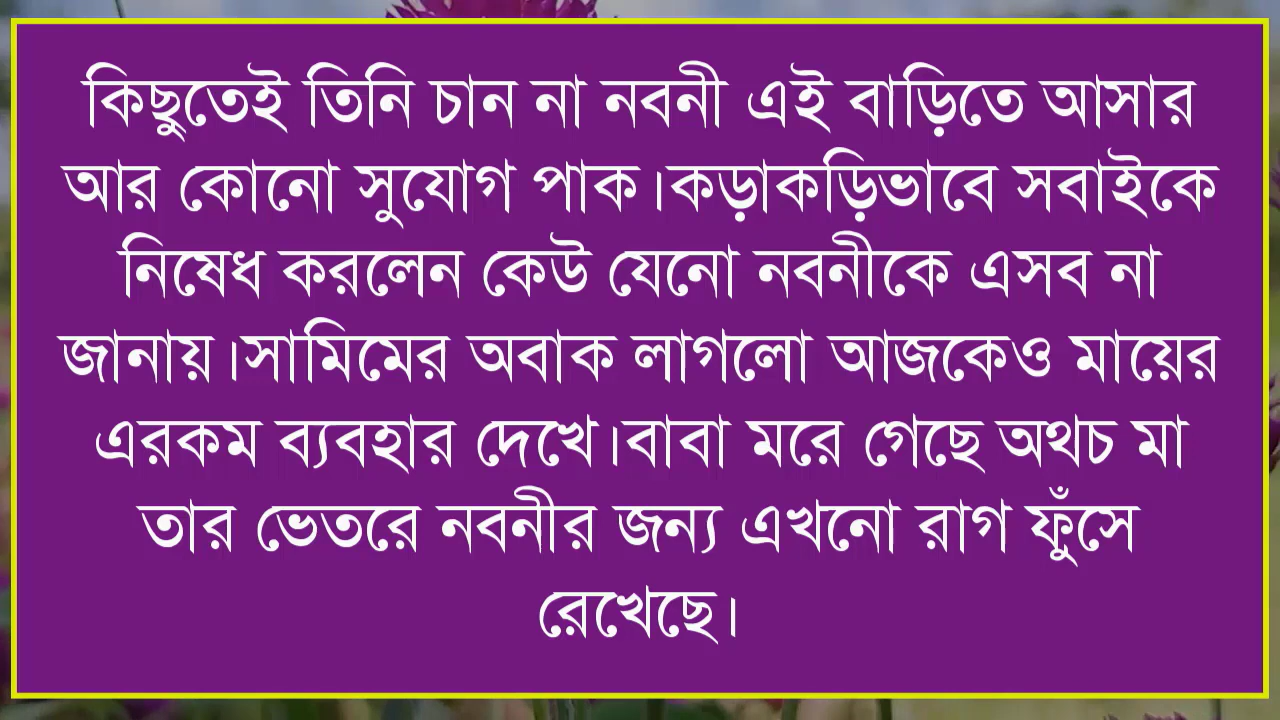 কিছুতেই তিনি চান না নবনী এই বাড়িতে আসার
আর কোনো সুযোগ পাক।কড়াকড়িভাবে সবাইকে
নিষেধ করলেন কেউ যেনো নবনীকে এসব না
জানায়।সামিমের অবাক লাগলো আজকেও মায়ের
এরকম ব্যবহার দেখে।বাবা মরে গেছে অথচ মা
তার ভেতরে নবনীর জন্য এখনো রাগ ফুঁসে
রেখেছে।